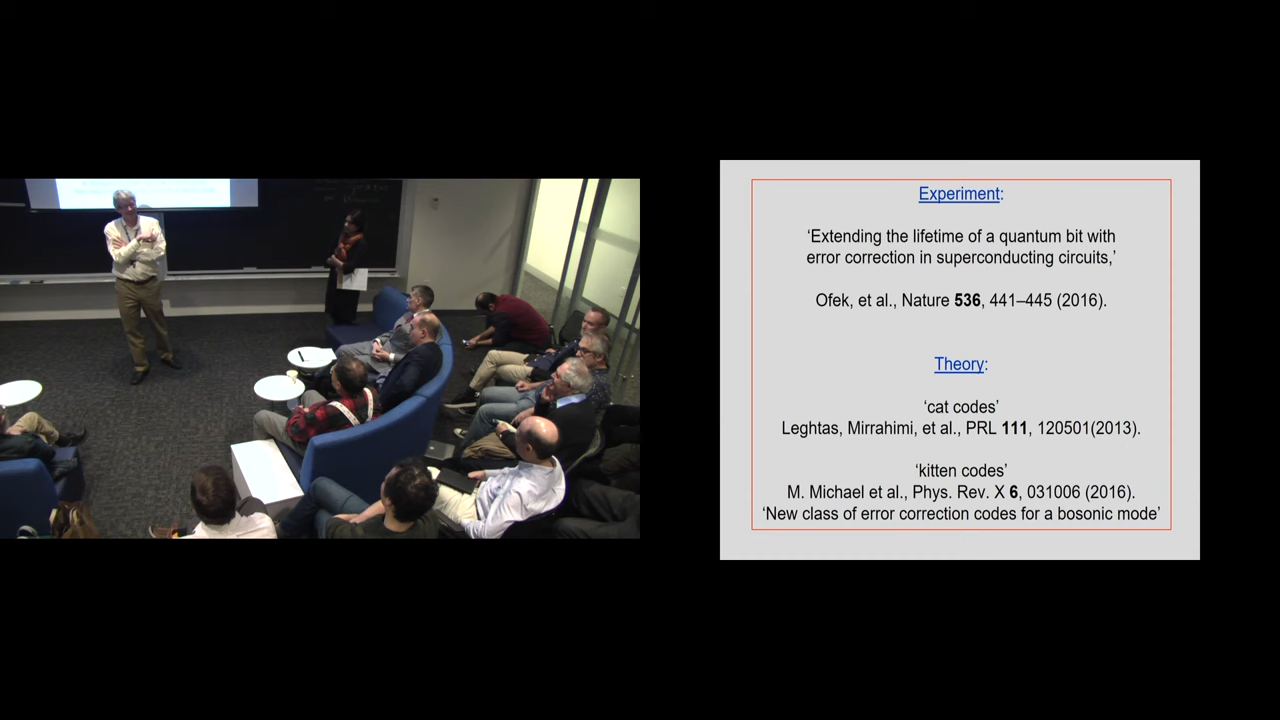 Experiment:
‘Extending the lifetime of a quantum bit with
error correction in superconducting circuits,’
Ofek, et al., Nature 536, 441–445 (2016).
Theory:
‘cat codes’
Leghtas, Mirrahimi, et al., PRL 111, 120501(2013).
‘kitten codes’
M. Michael et al., Phys. Rev. X 6, 031006 (2016).
‘New class of error correction codes for a bosonic mode’